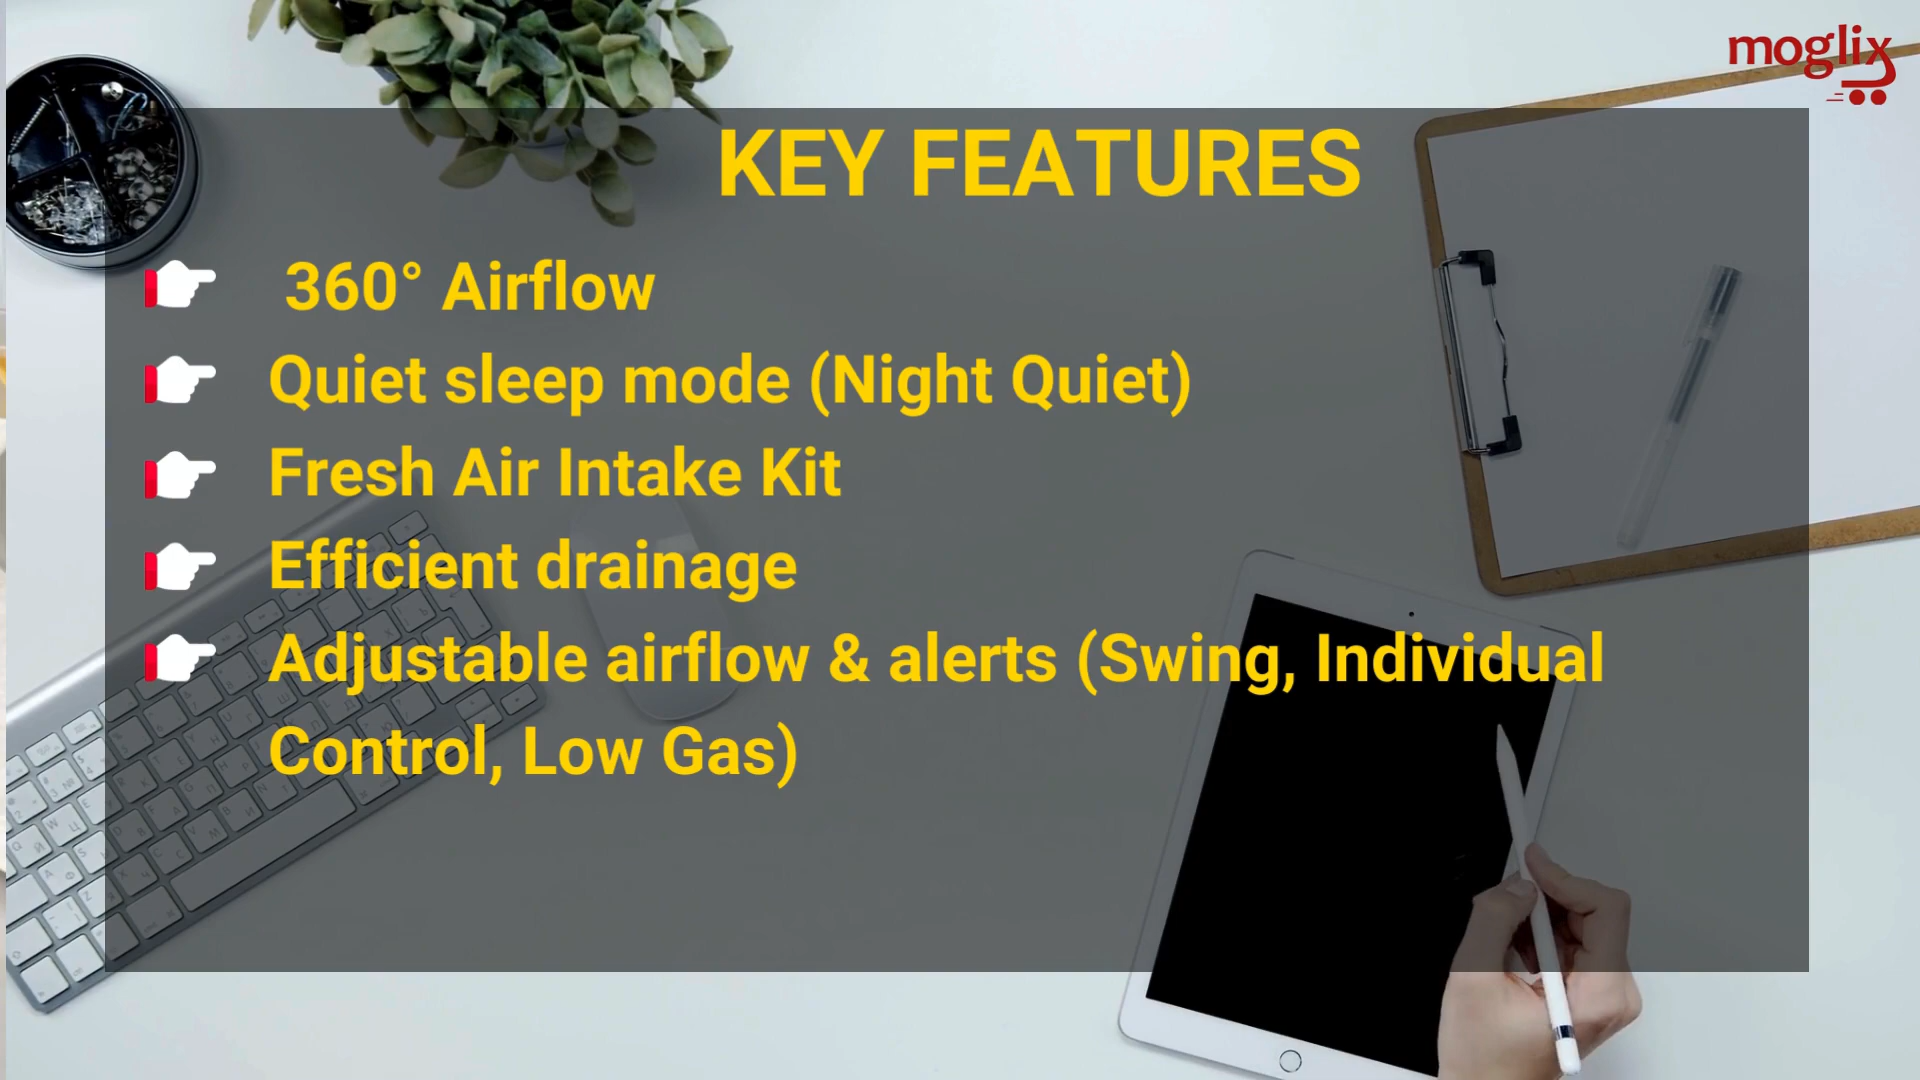 moglix
KEY FEATURES
360° Airflow
Quiet sleep mode (Night Quiet)
Fresh Air Intake Kit
Efficient drainage
Adjustable airflow & alerts (Swing, Individual
Control, Low Gas)